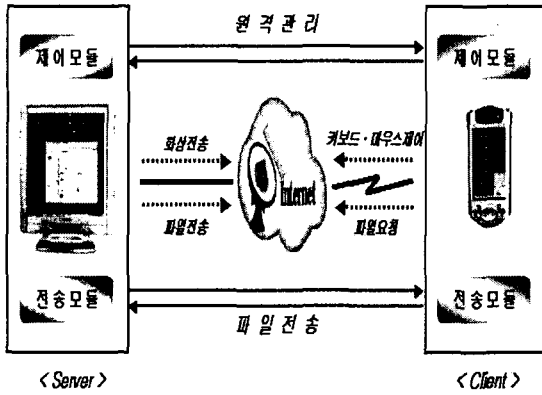 원격관리
제어모듈
제어모듈
화상전송
키보드·마우스제어
Internet
파일전송
파일요청
전송모듈
전송모듈
파일전송
< Server >
< Client >